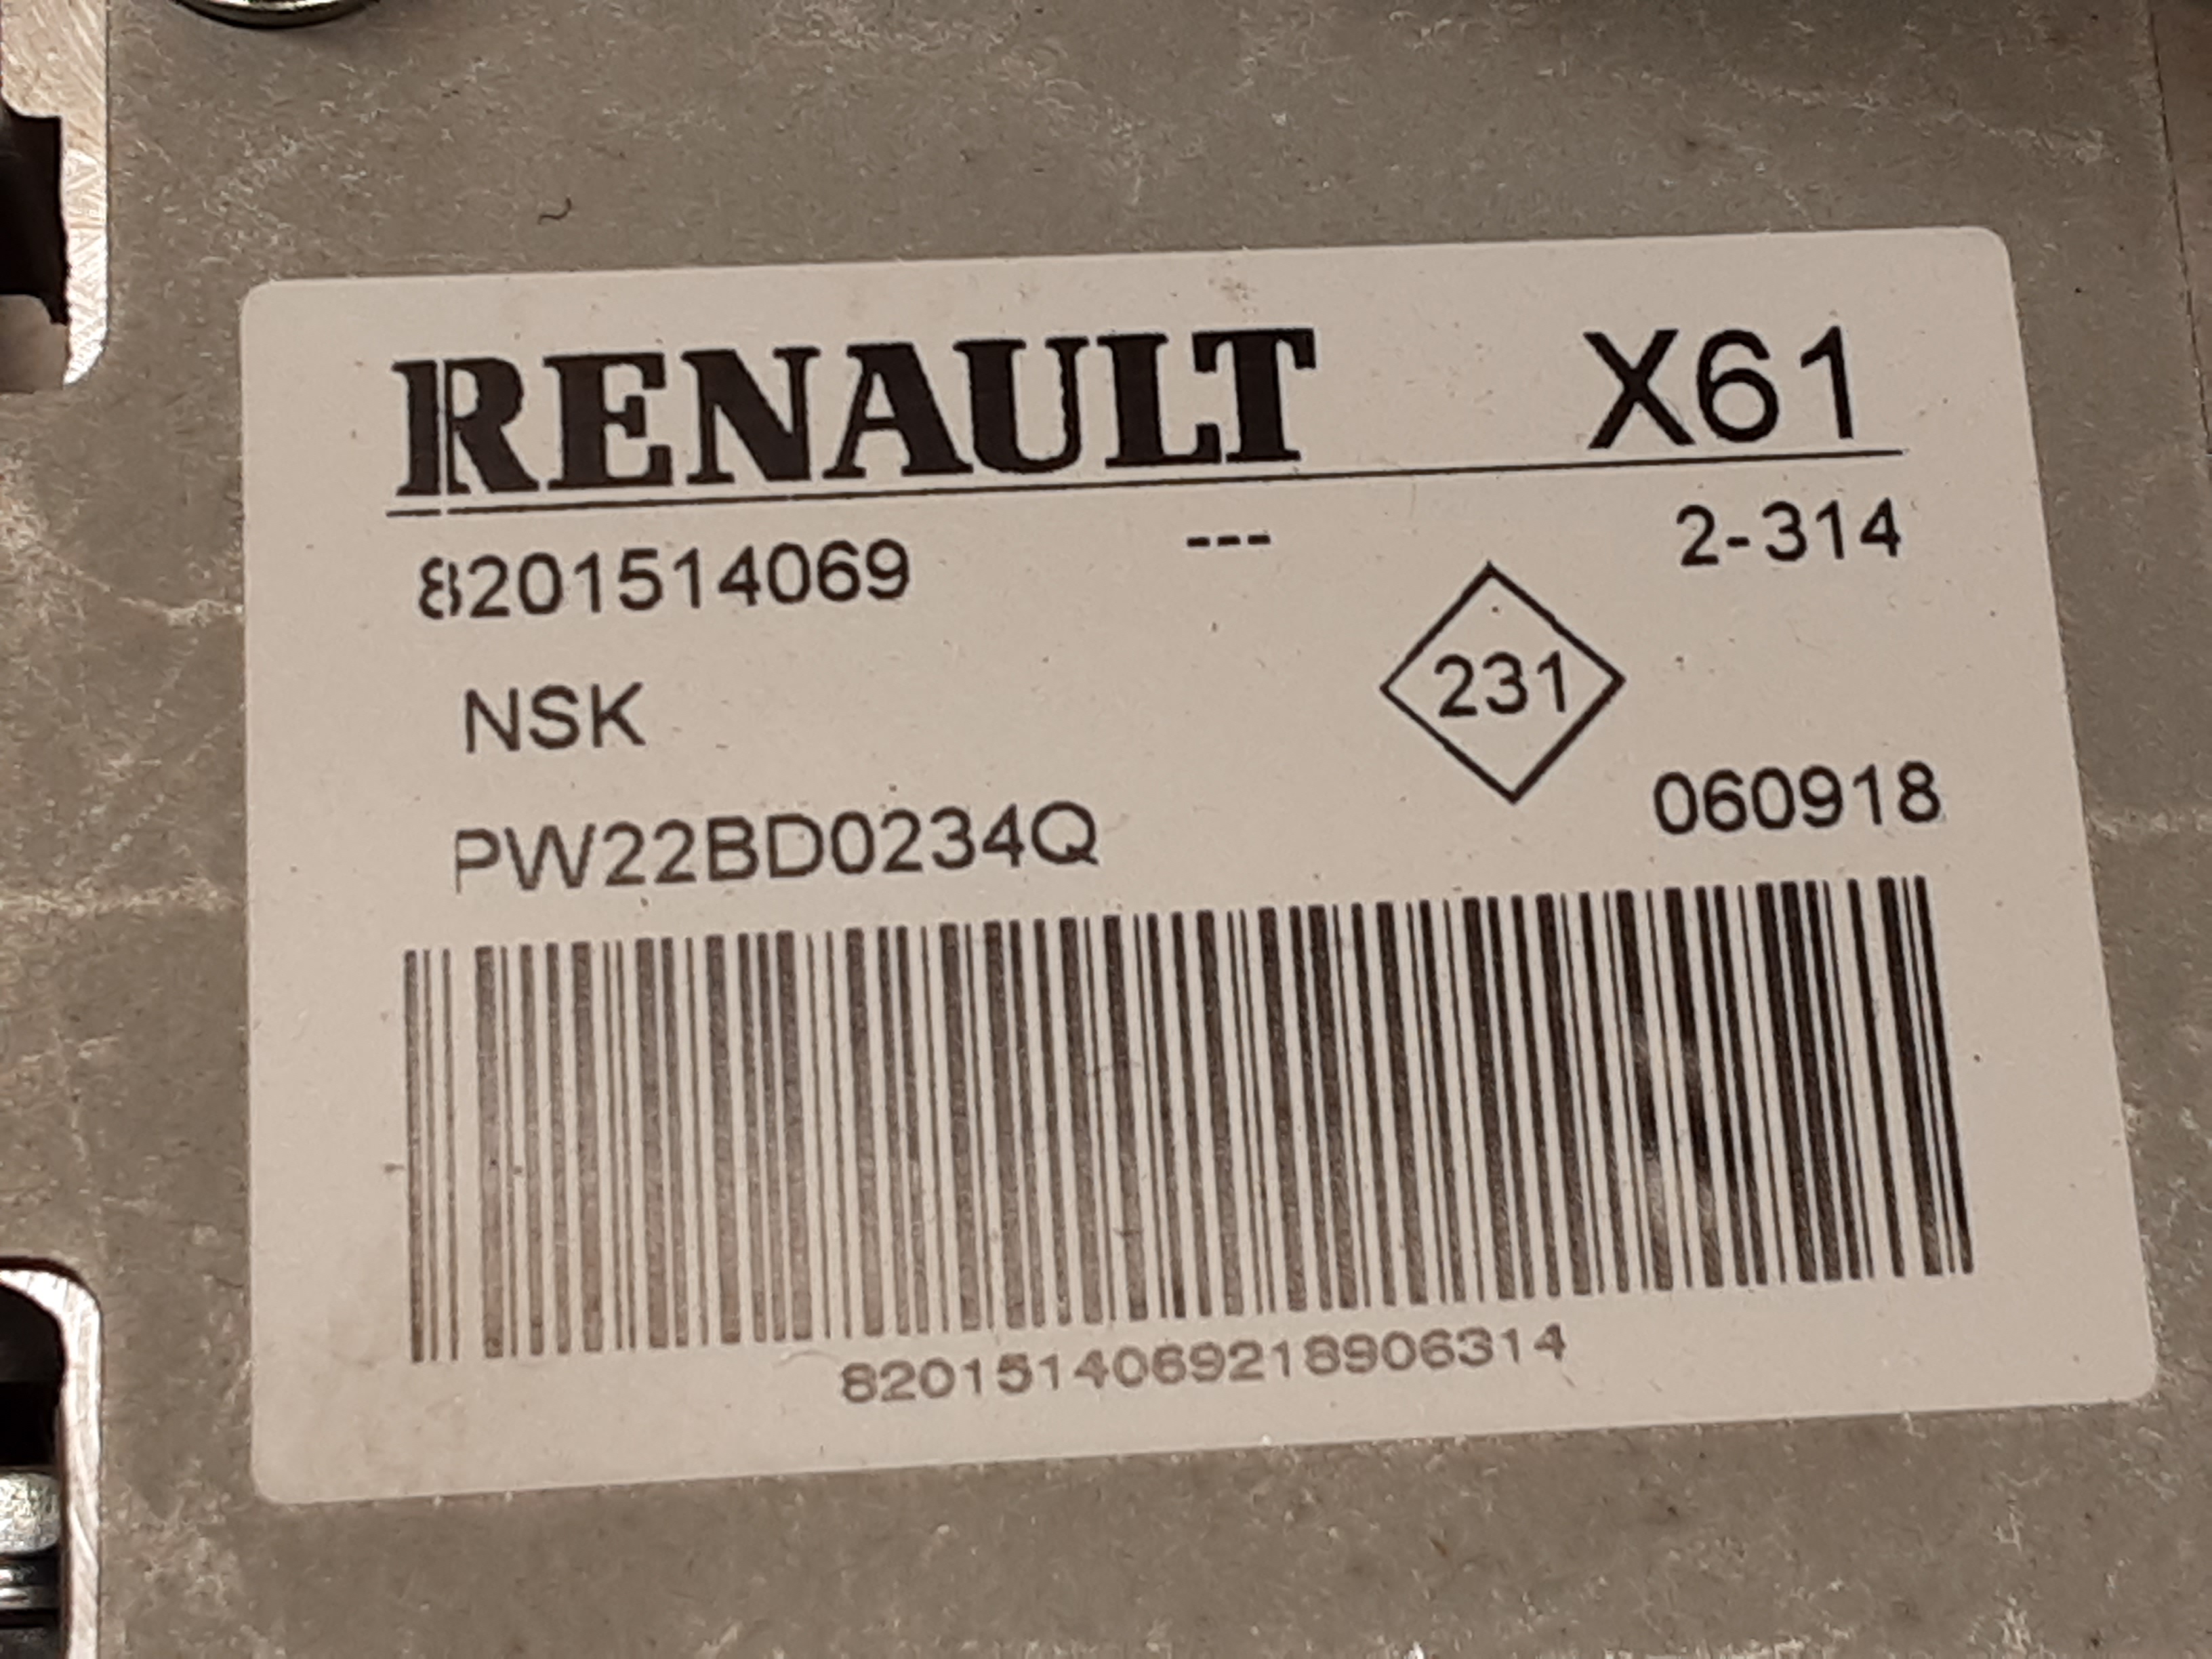 RENAULT X61
8201514069 --- 2-314
NSK 231
PW22BD0234Q 060918
8201514069218906314